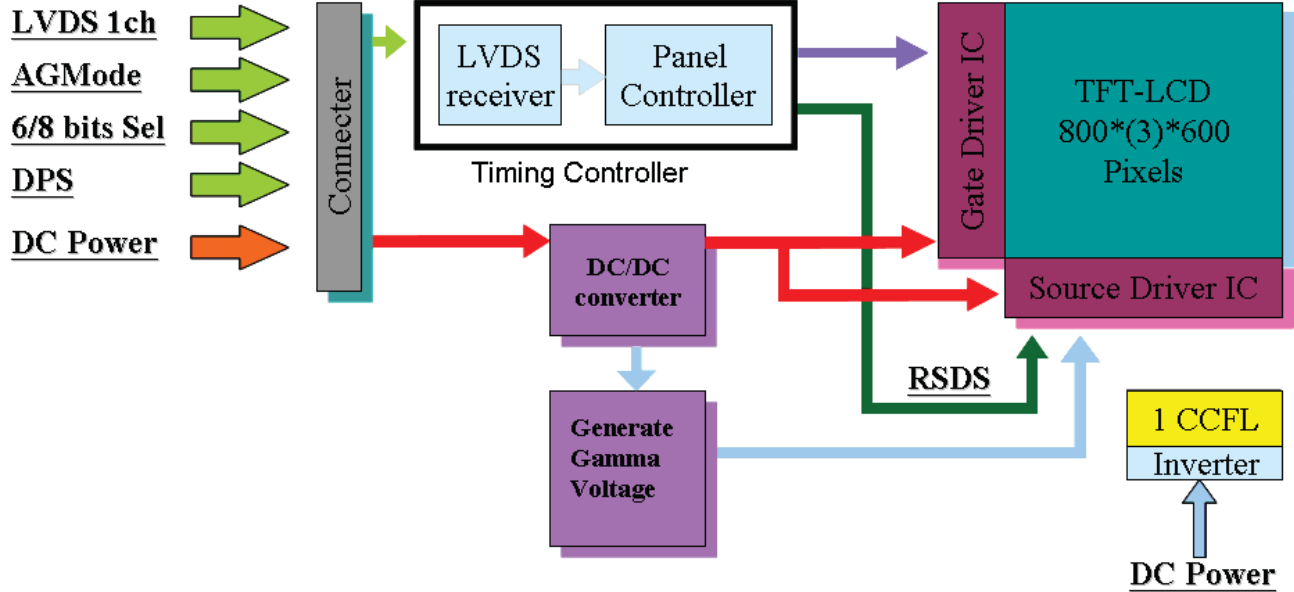 LVDS 1ch
AGMode
6/8 bits Sel
DPS
DC Power
Connecter
LVDS
receiver
Panel
Controller
Timing Controller
DC/DC
converter
Generate
Gamma
Voltage
Gate Driver IC
TFT-LCD
800*(3)*600
Pixels
Source Driver IC
RSDS
1 CCFL
Inverter
DC Power